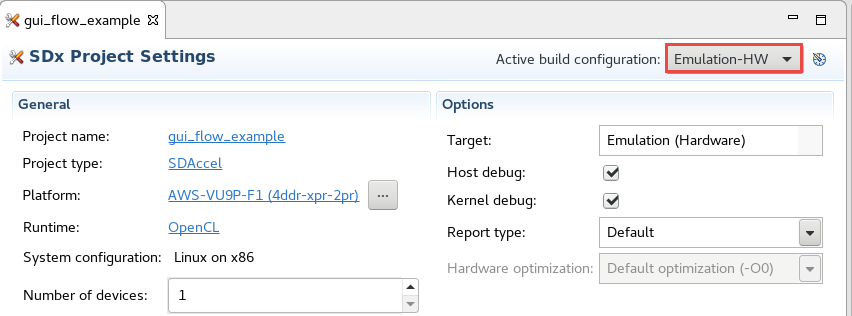 gui_flow_example
SDx Project Settings
Active build configuration: Emulation-HW
General
Project name: gui_flow_example
Project type: SDAccel
Platform: AWS-VU9P-F1 (4ddr-xpr-2pr) ...
Runtime: OpenCL
System configuration: Linux on x86
Number of devices: 1
Options
Target: Emulation (Hardware)
Host debug:
Kernel debug:
Report type: Default
Hardware optimization: Default optimization (-O0)